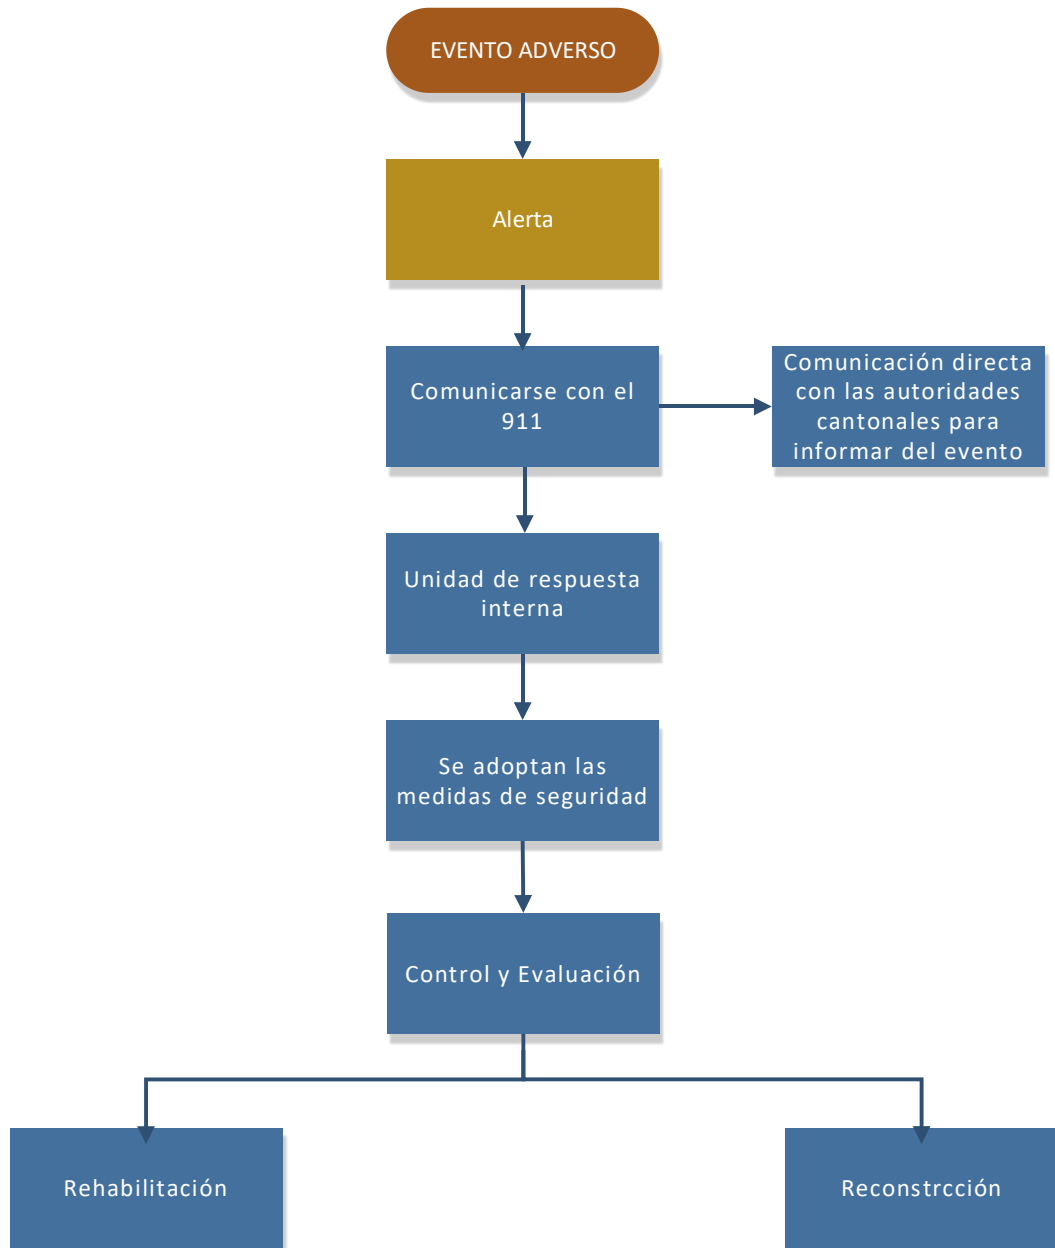 EVENTO ADVERSO
Alerta
Comunicarse con el
911
Comunicación directa
con las autoridades
cantonales para
informar del evento
Unidad de respuesta
interna
Se adoptan las
medidas de seguridad
Control y Evaluación
Rehabilitación
Reconstrcción